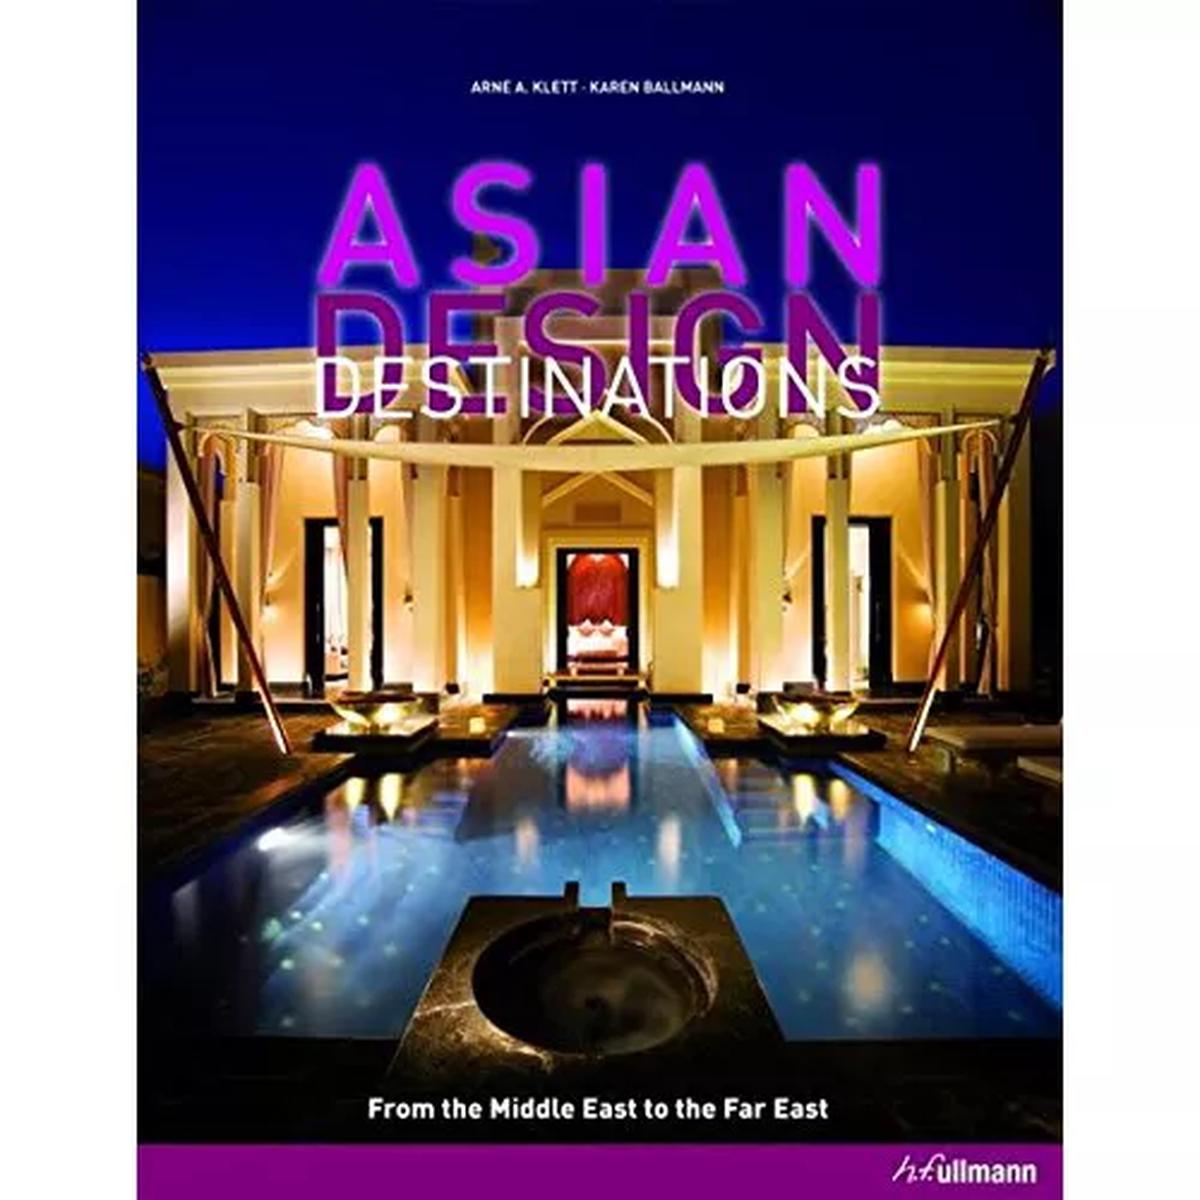 ARNE A. KLETT · KAREN BALLMANN
ASIAN
DESIGN
DESTINATIONS
From the Middle East to the Far East
h.f.ullmann